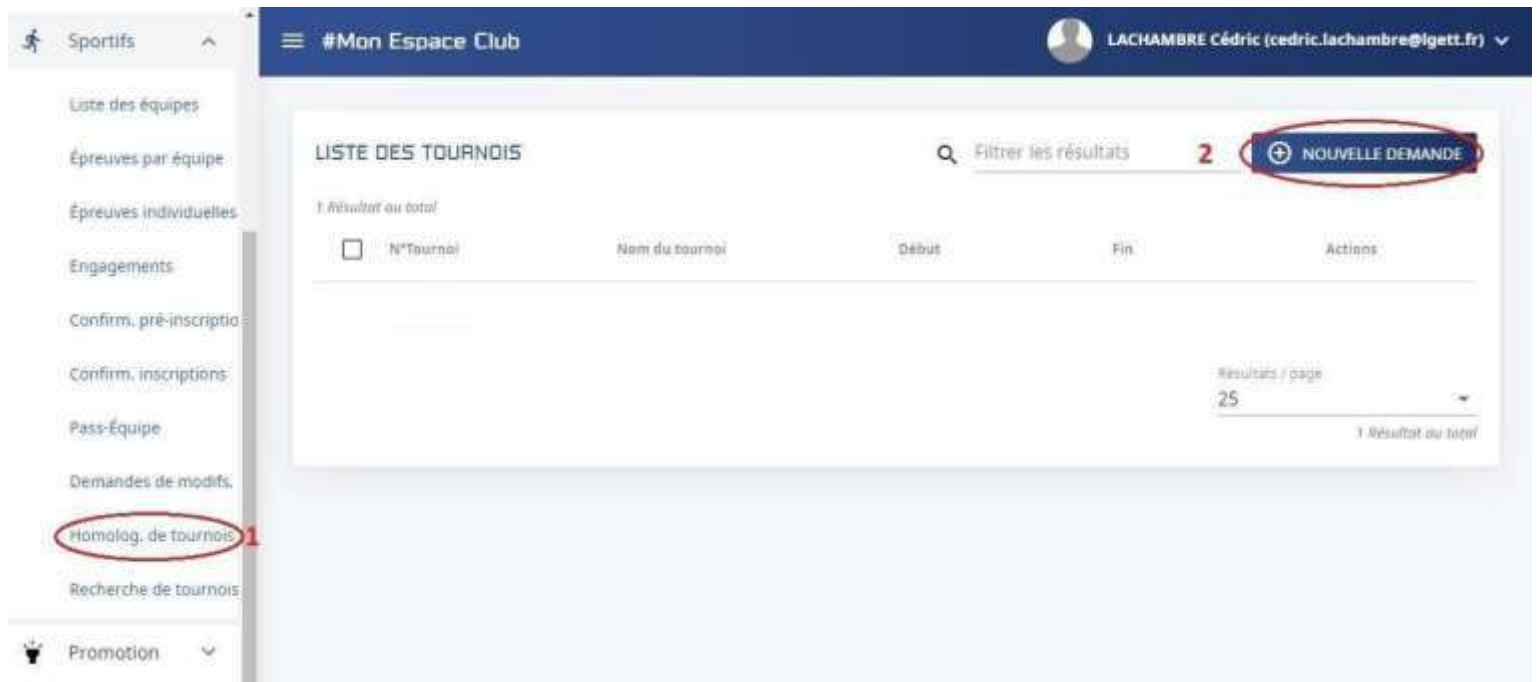 Sportifs
Liste des équipes
Épreuves par équipe
Épreuves individuelles
Engagements
Confirm. pré-inscriptio
Confirm. inscriptions
Pass-Équipe
Demandes de modifs.
Homolog. de tournois 1
Recherche de tournois
Promotion
#Mon Espace Club
LACHAMBRE Cédric (cedric.lachambre@lgett.fr)
LISTE DES TOURNOIS
Filtrer les résultats
2
NOUVELLE DEMANDE
1 Résultat au total
N°Tournoi Nom du tournoi Début Fin Actions
Résultats / page
25
1 Résultat au total